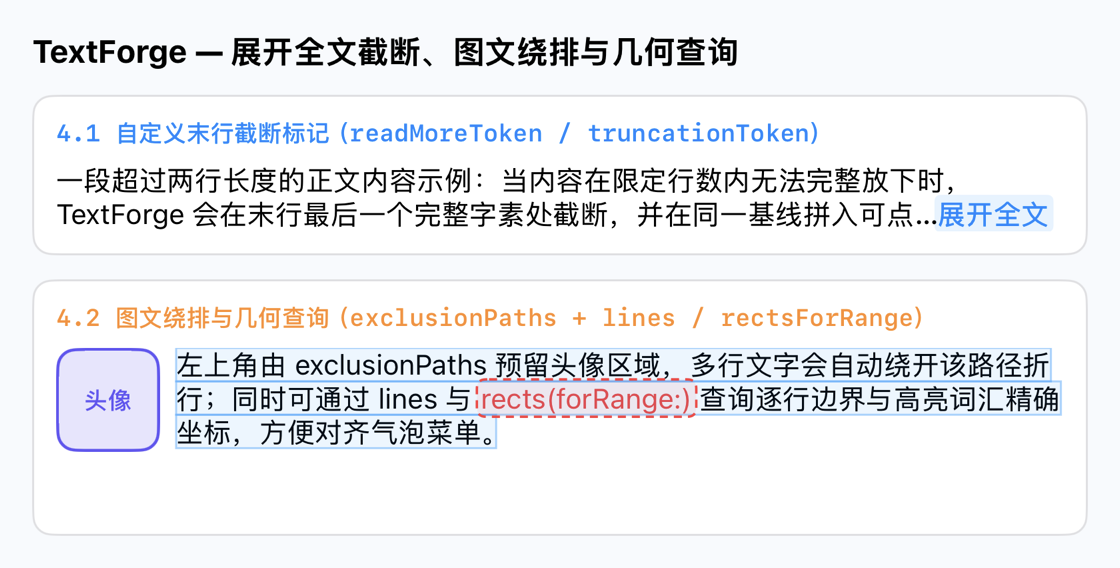 TextForge — 展开全文截断、图文绕排与几何查询
4.1 自定义末行截断标记 (readMoreToken / truncationToken)
一段超过两行长度的正文内容示例：当内容在限定行数内无法完整放下时，
TextForge 会在末行最后一个完整字素处截断，并在同一基线拼入可点...展开全文
4.2 图文绕排与几何查询 (exclusionPaths + lines / rectsForRange)
头像
左上角由 exclusionPaths 预留头像区域，多行文字会自动绕开该路径折
行；同时可通过 lines 与 rects(forRange:) 查询逐行边界与高亮词汇精确
坐标，方便对齐气泡菜单。